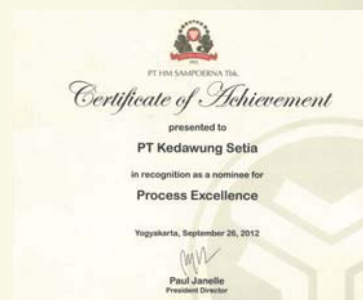 PT HM SAMPOERNA Tbk.
Certificate of Achievement
presented to
PT Kedawung Setia
in recognition as a nominee for
Process Excellence
Yogyakarta, September 26, 2012
Paul Janelle
President Director